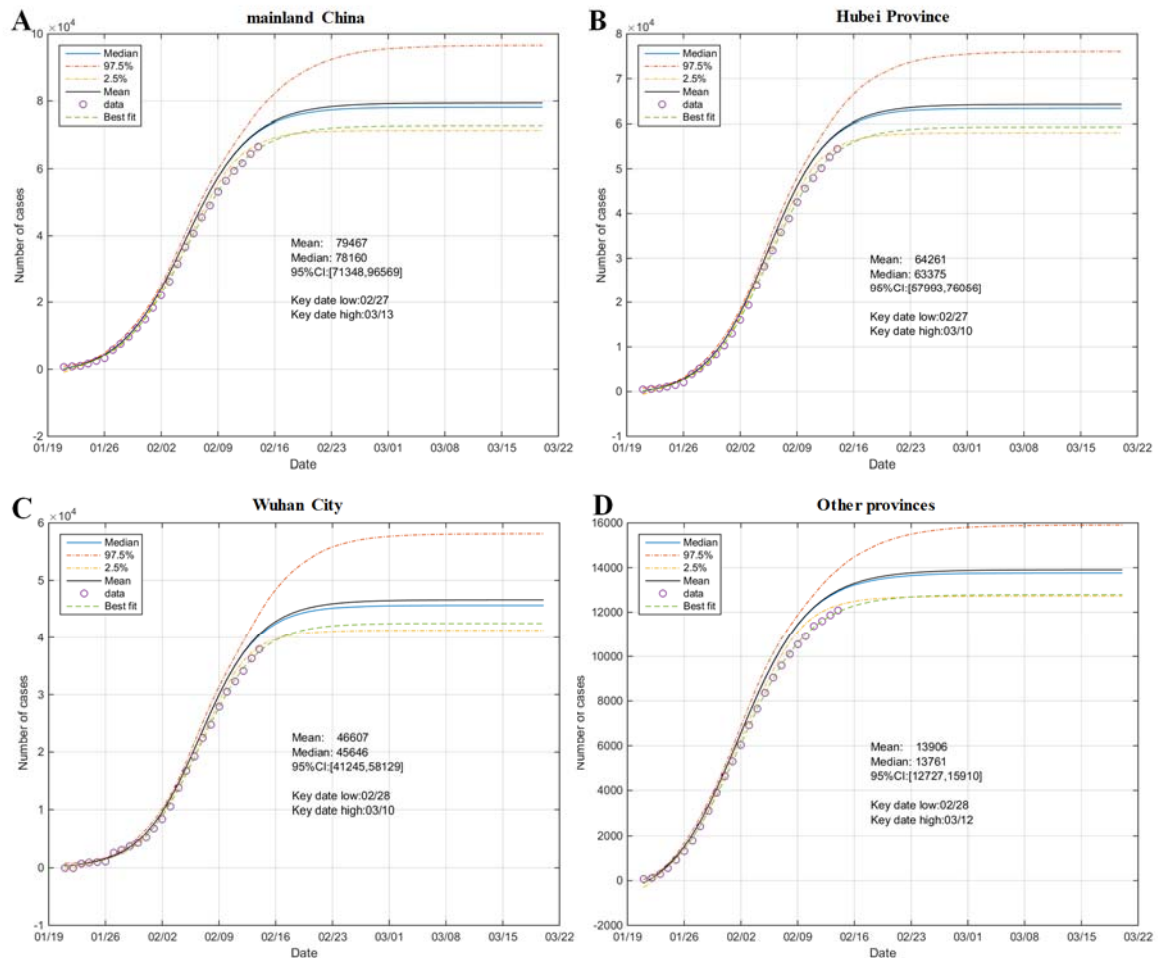 A
mainland China
×10⁴
10
8
6
4
2
0
-2
Number of cases
Median
97.5%
2.5%
Mean
data
Best fit
Mean: 79467
Median: 78160
95%CI:[71348,96569]
Key date low:02/27
Key date high:03/13
01/19 01/26 02/02 02/09 02/16 02/23 03/01 03/08 03/15 03/22
Date
B
Hubei Province
×10⁴
8
7
6
5
4
3
2
1
0
-1
Number of cases
Median
97.5%
2.5%
Mean
data
Best fit
Mean: 64261
Median: 63375
95%CI:[57993,76056]
Key date low:02/27
Key date high:03/10
01/19 01/26 02/02 02/09 02/16 02/23 03/01 03/08 03/15 03/22
Date
C
Wuhan City
×10⁴
6
5
4
3
2
1
0
-1
Number of cases
Median
97.5%
2.5%
Mean
data
Best fit
Mean: 46607
Median: 45646
95%CI:[41245,58129]
Key date low:02/28
Key date high:03/10
01/19 01/26 02/02 02/09 02/16 02/23 03/01 03/08 03/15 03/22
Date
D
Other provinces
16000
14000
12000
10000
8000
6000
4000
2000
0
-2000
Number of cases
Median
97.5%
2.5%
Mean
data
Best fit
Mean: 13906
Median: 13761
95%CI:[12727,15910]
Key date low:02/28
Key date high:03/12
01/19 01/26 02/02 02/09 02/16 02/23 03/01 03/08 03/15 03/22
Date